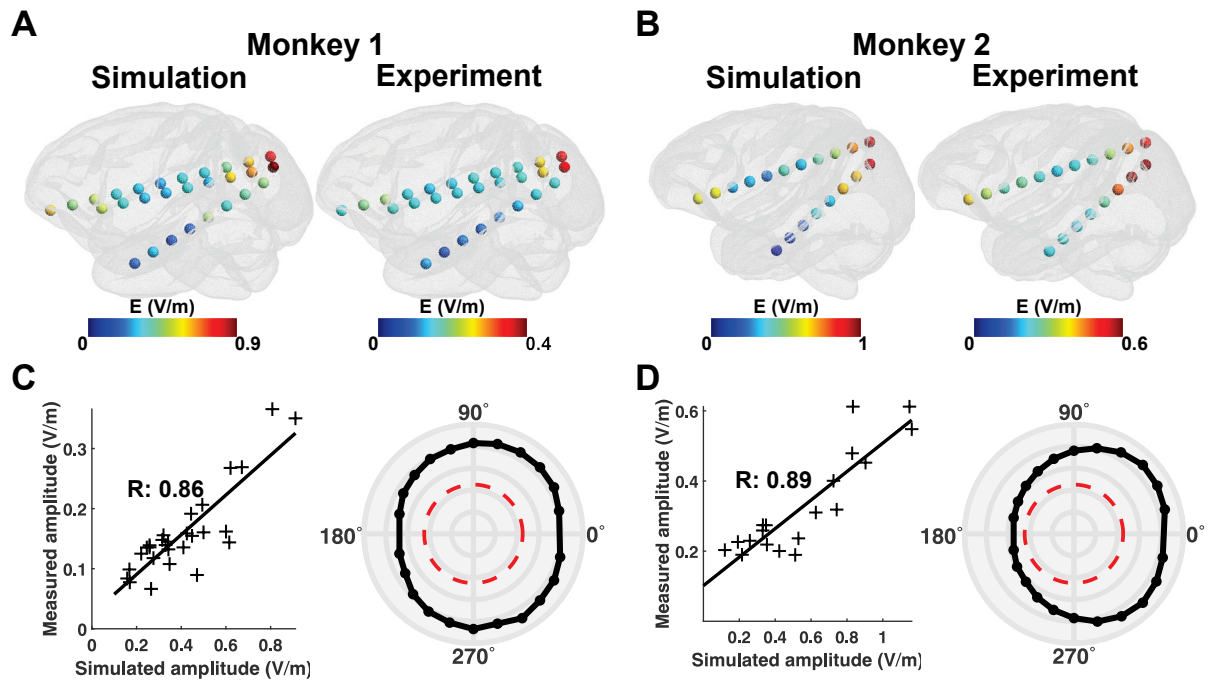 A
Monkey 1
Simulation Experiment
E (V/m) E (V/m)
0 0.9 0 0.4
B
Monkey 2
Simulation Experiment
E (V/m) E (V/m)
0 1 0 0.6
C
Measured amplitude (V/m)
0.3
0.2
0.1
0
R: 0.86
0 0.2 0.4 0.6 0.8
Simulated amplitude (V/m)
90°
180° 0°
270°
D
Measured amplitude (V/m)
0.6
0.4
0.2
R: 0.89
0.2 0.4 0.6 0.8 1
Simulated amplitude (V/m)
90°
180° 0°
270°